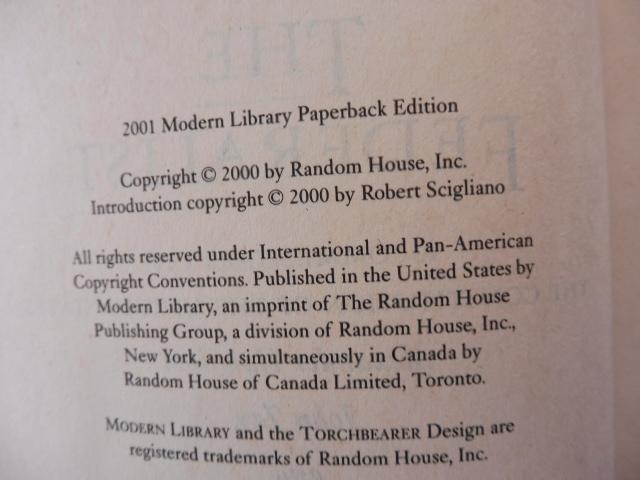 2001 Modern Library Paperback Edition
Copyright © 2000 by Random House, Inc.
Introduction copyright © 2000 by Robert Scigliano
All rights reserved under International and Pan-American
Copyright Conventions. Published in the United States by
Modern Library, an imprint of The Random House
Publishing Group, a division of Random House, Inc.,
New York, and simultaneously in Canada by
Random House of Canada Limited, Toronto.
MODERN LIBRARY and the TORCHBEARER Design are
registered trademarks of Random House, Inc.
THE
FEDERALIST